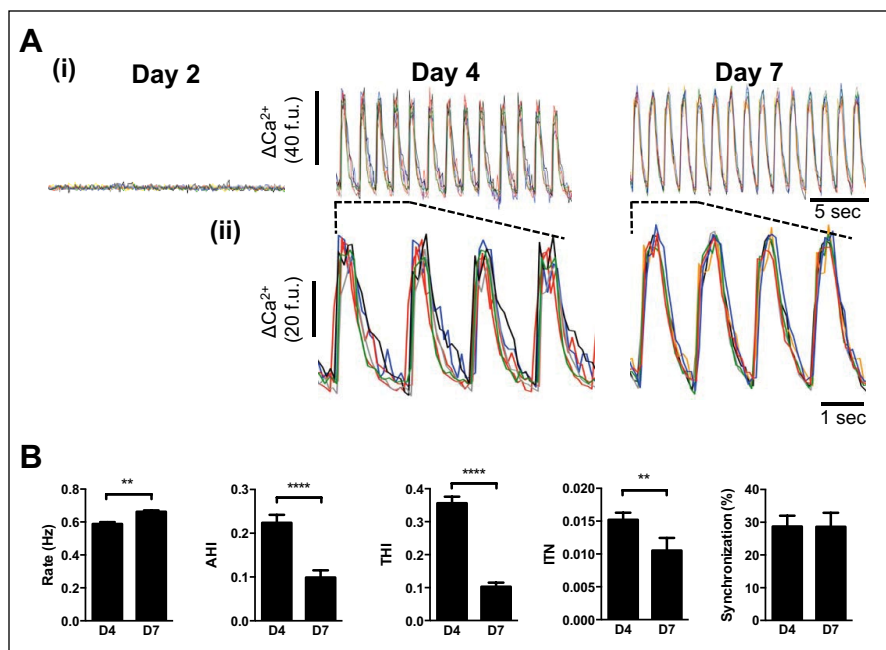 A
(i)
Day 2
Day 4
Day 7
ΔCa²⁺
(40 f.u.)
5 sec
(ii)
ΔCa²⁺
(20 f.u.)
1 sec
B
Rate (Hz)
0.8
0.6
0.4
0.2
0.0
**
D4 D7
AHI
0.3
0.2
0.1
0.0
****
D4 D7
THI
0.4
0.3
0.2
0.1
0.0
****
D4 D7
ITN
0.020
0.015
0.010
0.005
0.000
**
D4 D7
Synchronization (%)
50
40
30
20
10
0
D4 D7